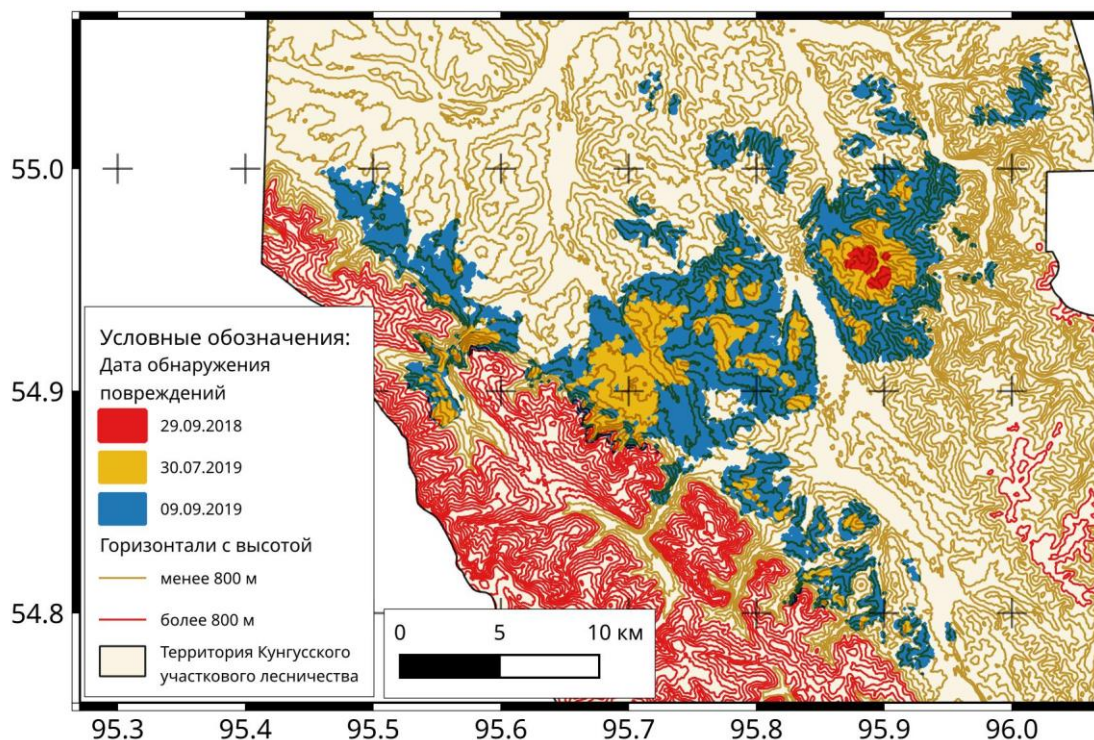 55.0
54.9
54.8
Условные обозначения:
Дата обнаружения
повреждений
29.09.2018
30.07.2019
09.09.2019
Горизонтали с высотой
менее 800 м
более 800 м
Территория Кунгусского
участкового лесничества
0 5 10 км
95.3 95.4 95.5 95.6 95.7 95.8 95.9 96.0